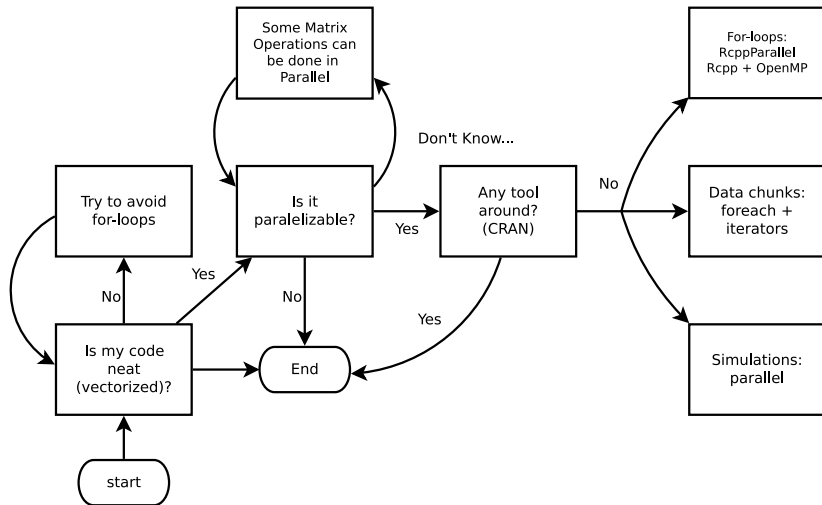 Some Matrix
Operations can
be done in
Parallel
For-loops:
RcppParallel
Rcpp + OpenMP
Don't Know...
Try to avoid
for-loops
Is it
paralelizable?
Yes
Any tool
around?
(CRAN)
No
Data chunks:
foreach +
iterators
No
Yes
No
Yes
Is my code
neat
(vectorized)?
End
Simulations:
parallel
start